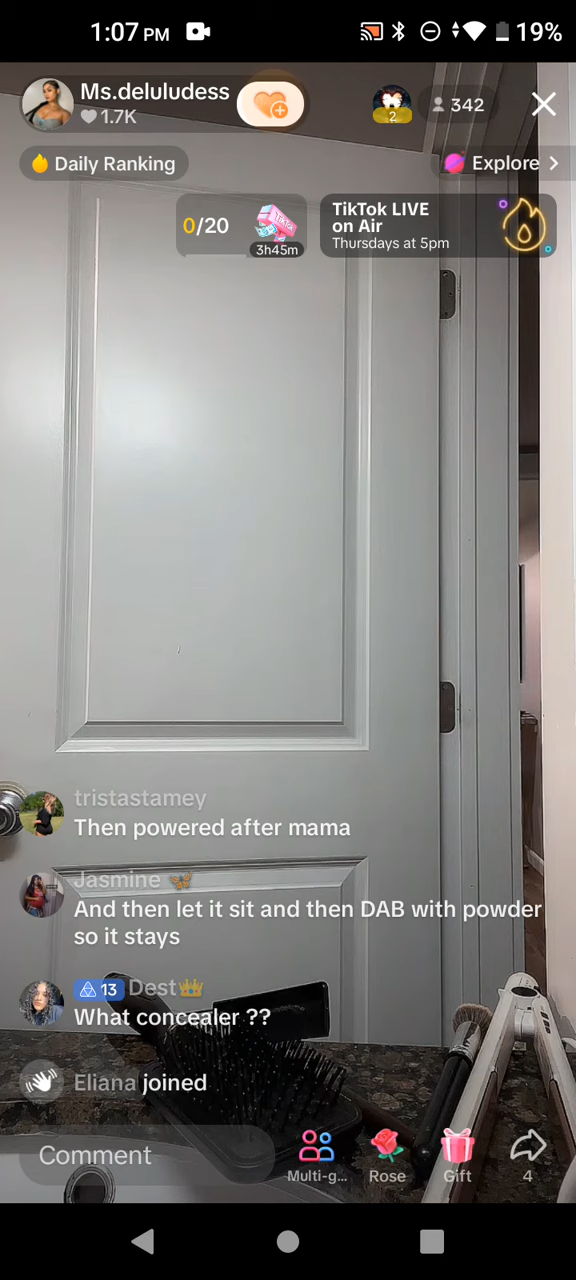 1:07 PM
19%
Ms.deluludess
1.7K
2
342
Daily Ranking
Explore >
0/20
TikTok
3h45m
TikTok LIVE
on Air
Thursdays at 5pm
tristastamey
Then powered after mama
Jasmine
And then let it sit and then DAB with powder
so it stays
13 Dest
What concealer ??
Eliana joined
Comment
Multi-g...
Rose
Gift
4